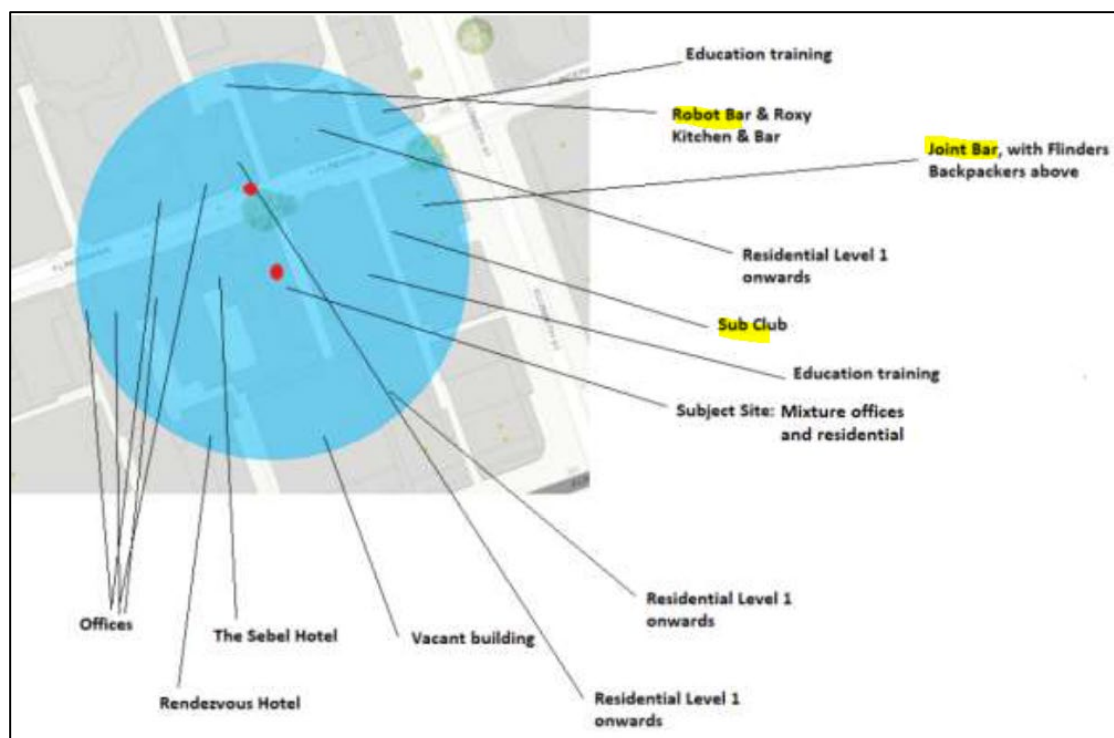 Education training
Robot Bar & Roxy
Kitchen & Bar
Joint Bar, with Flinders
Backpackers above
Residential Level 1
onwards
Sub Club
Education training
Subject Site: Mixture offices
and residential
Residential Level 1
onwards
Offices
The Sebel Hotel
Vacant building
Rendezvous Hotel
Residential Level 1
onwards